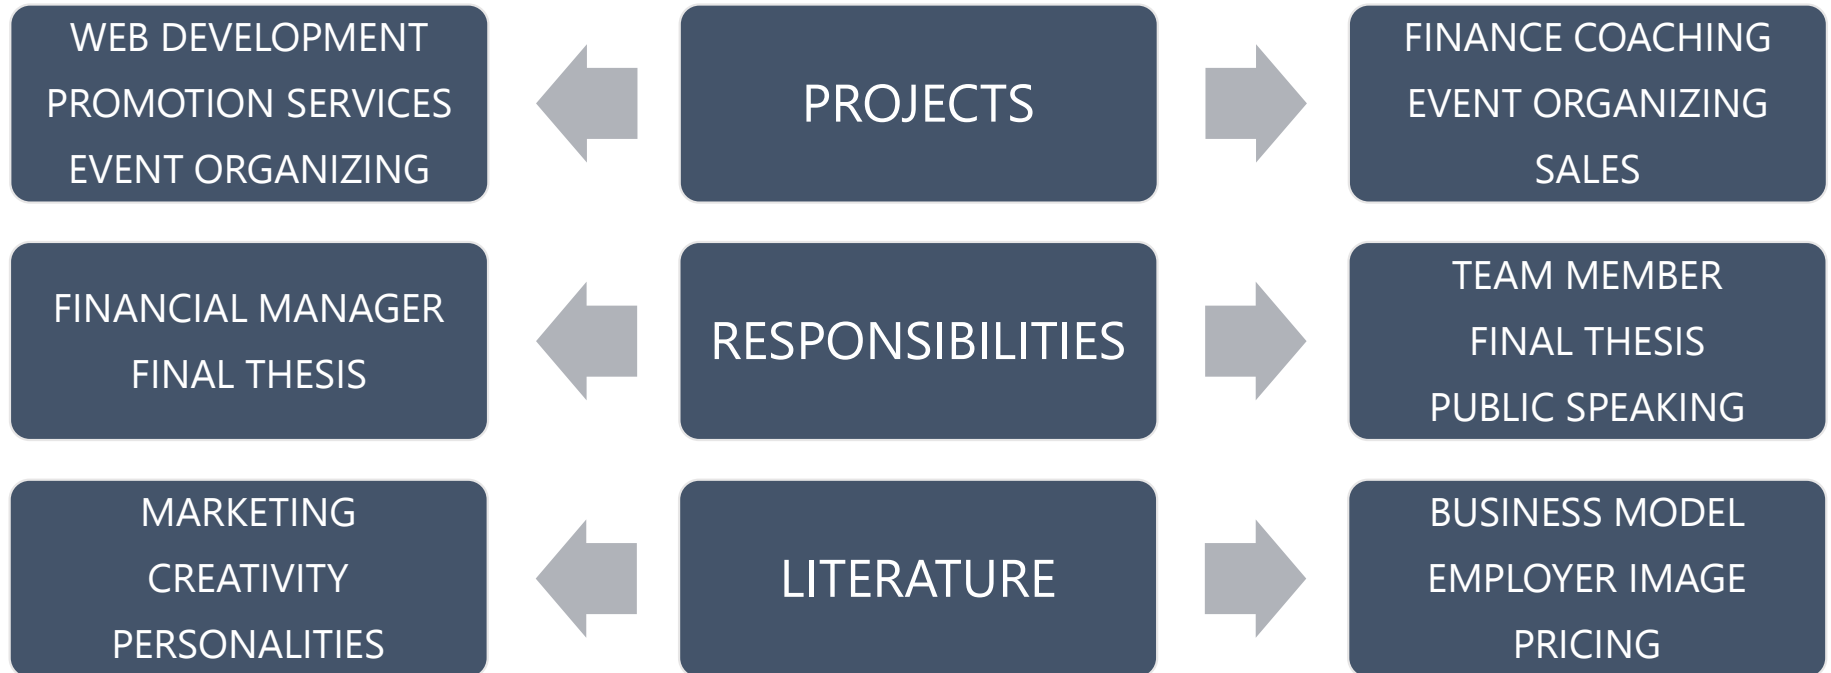 WEB DEVELOPMENT
PROMOTION SERVICES
EVENT ORGANIZING
PROJECTS
FINANCE COACHING
EVENT ORGANIZING
SALES
FINANCIAL MANAGER
FINAL THESIS
RESPONSIBILITIES
TEAM MEMBER
FINAL THESIS
PUBLIC SPEAKING
MARKETING
CREATIVITY
PERSONALITIES
LITERATURE
BUSINESS MODEL
EMPLOYER IMAGE
PRICING